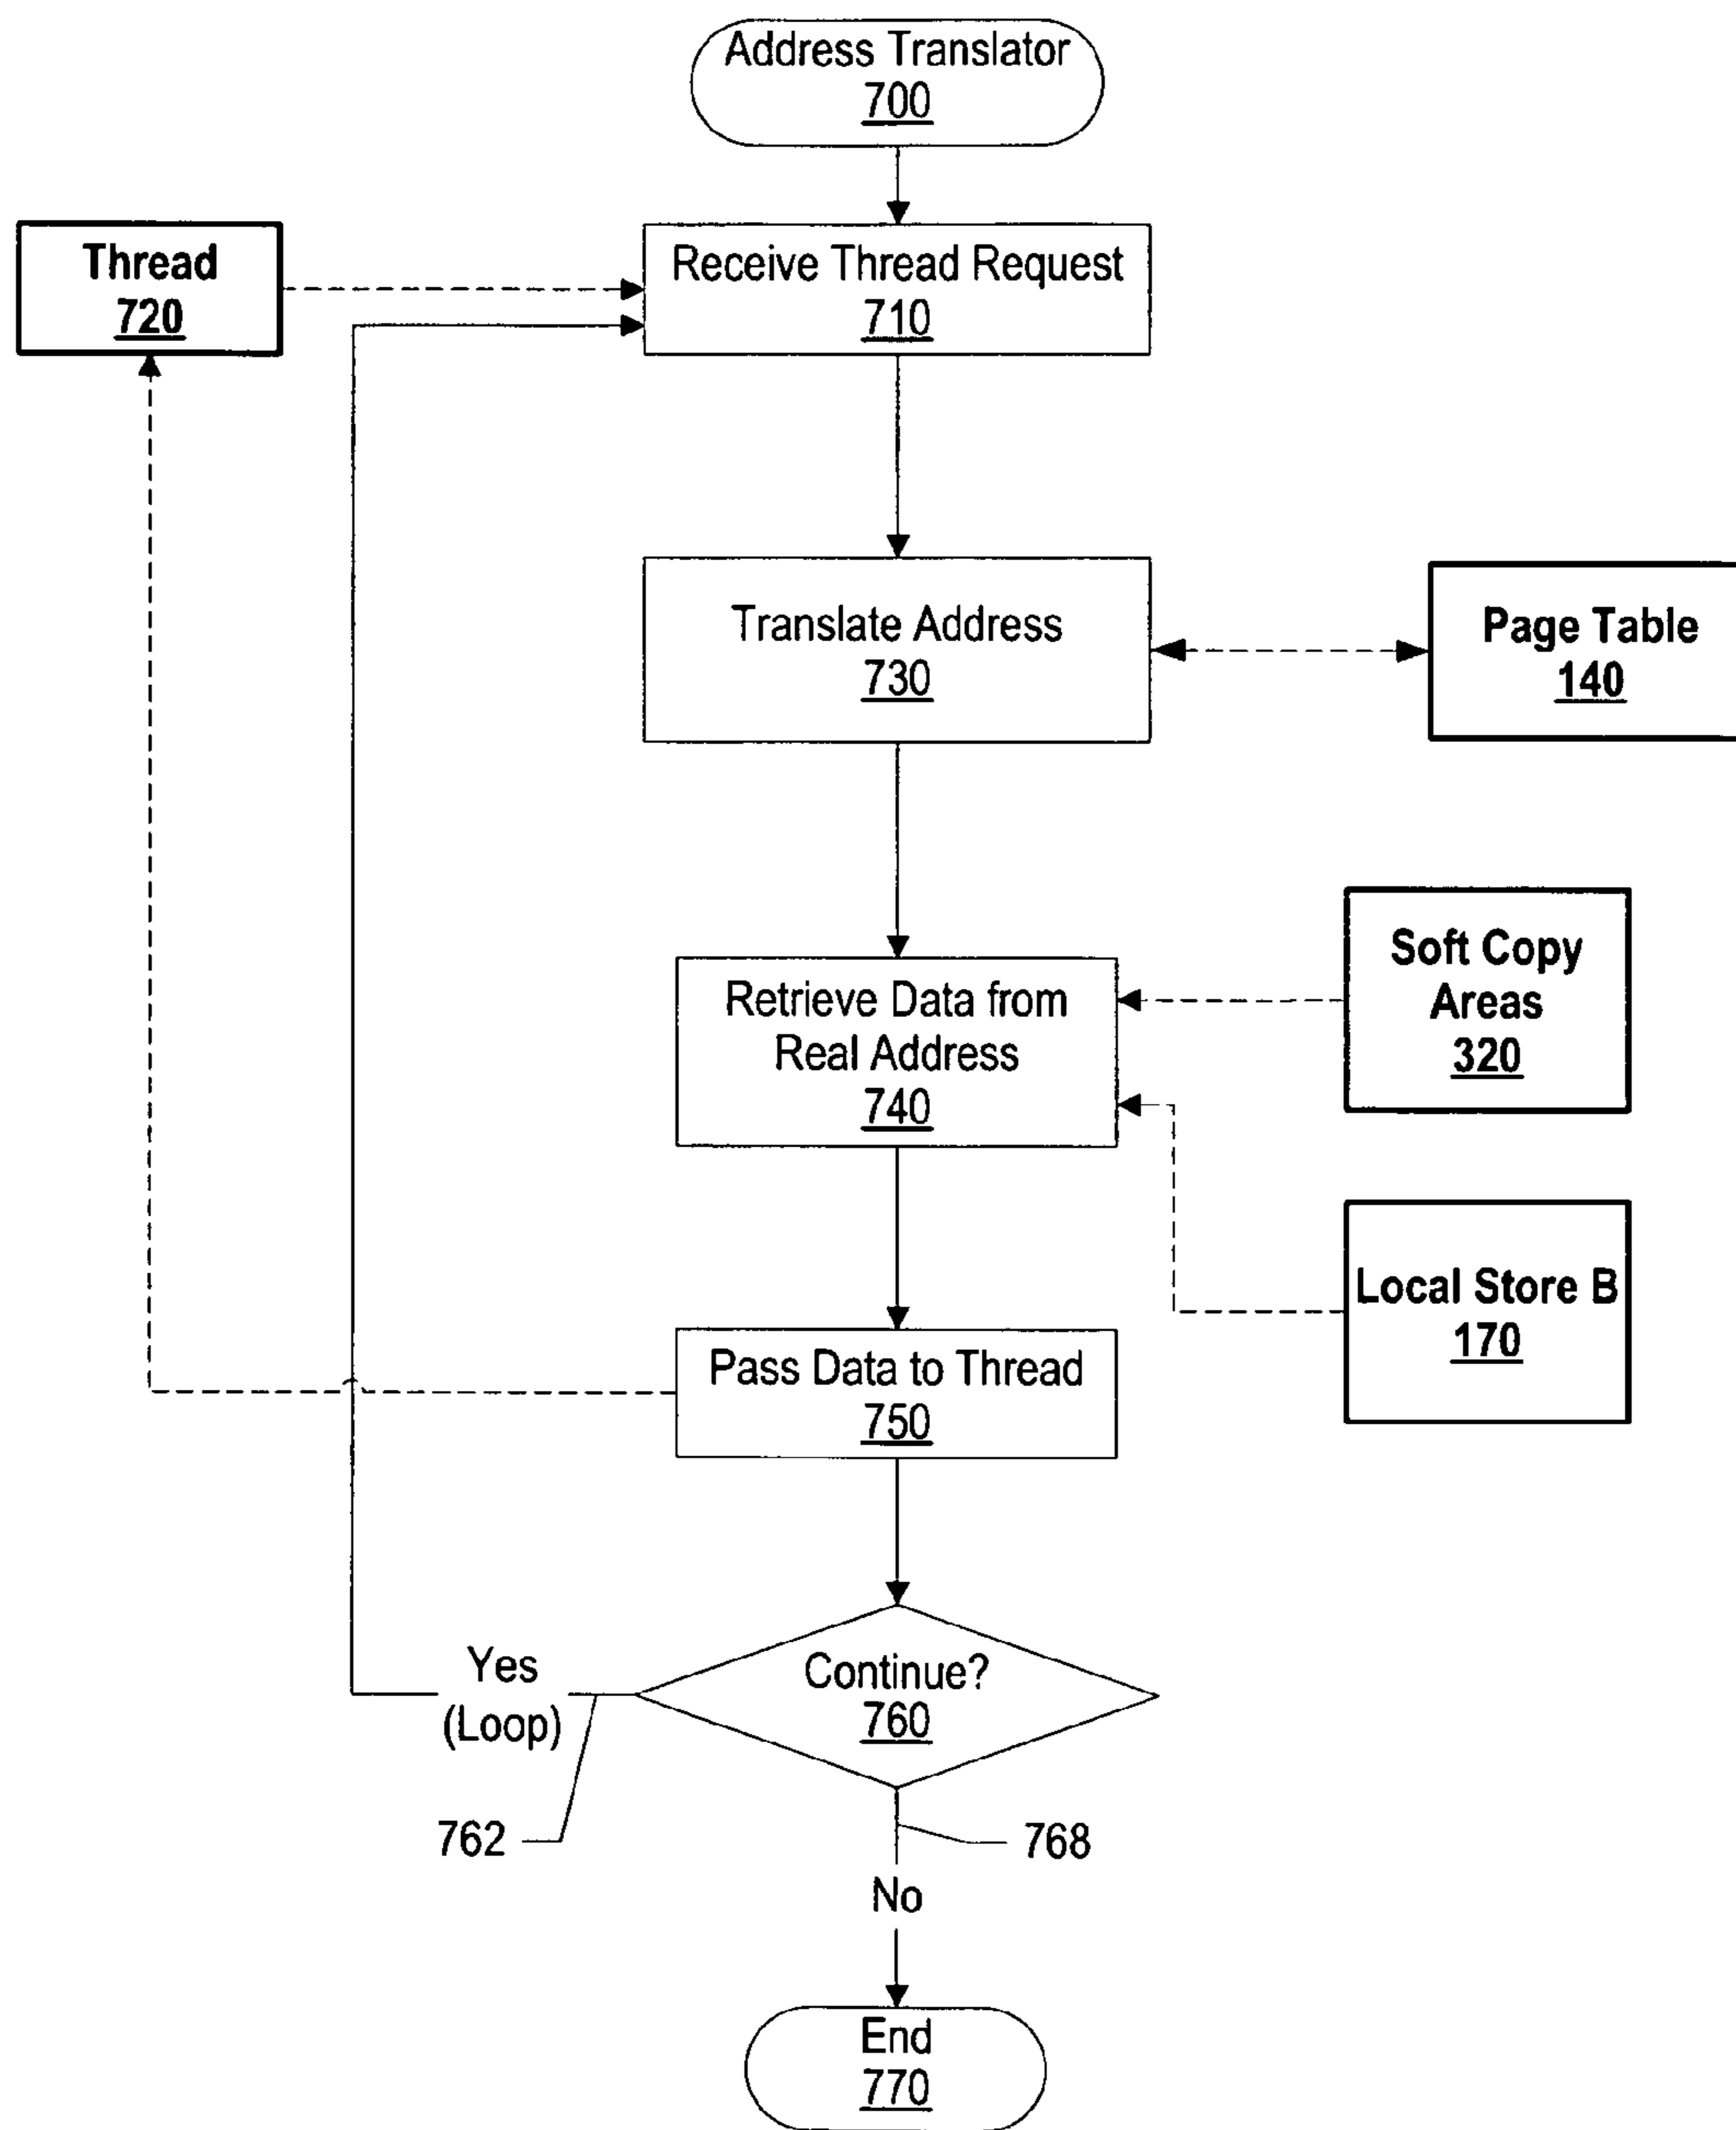 Address Translator
700
Thread
720
Receive Thread Request
710
Translate Address
730
Page Table
140
Retrieve Data from
Real Address
740
Soft Copy
Areas
320
Local Store B
170
Pass Data to Thread
750
Yes
(Loop)
Continue?
760
762
768
No
End
770